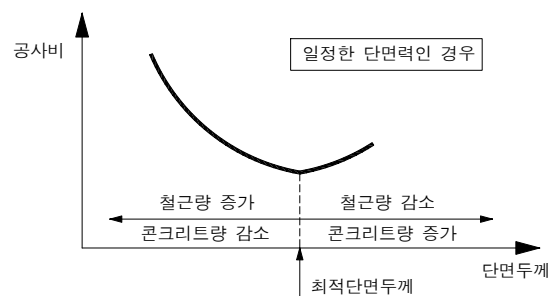 공사비
일정한 단면력인 경우
철근량 증가
철근량 감소
콘크리트량 감소
콘크리트량 증가
단면두께
최적단면두께